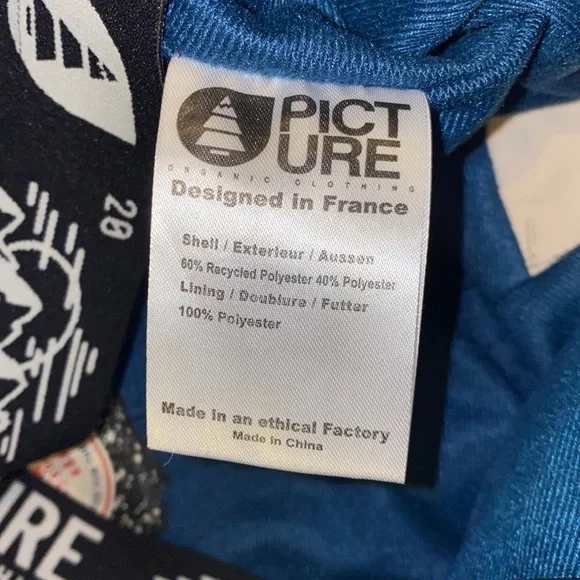 PICT
URE
ORGANIC CLOTHING
Designed in France
Shell / Exterieur / Aussen
60% Recycled Polyester 40% Polyester
Lining / Doublure / Futter
100% Polyester
Made in an ethical Factory
Made in China
20
URE